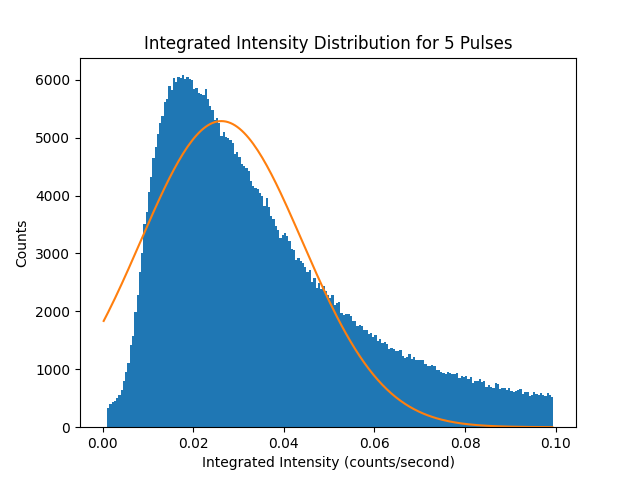 Integrated Intensity Distribution for 5 Pulses
6000
5000
4000
3000
2000
1000
0
Counts
0.00 0.02 0.04 0.06 0.08 0.10
Integrated Intensity (counts/second)